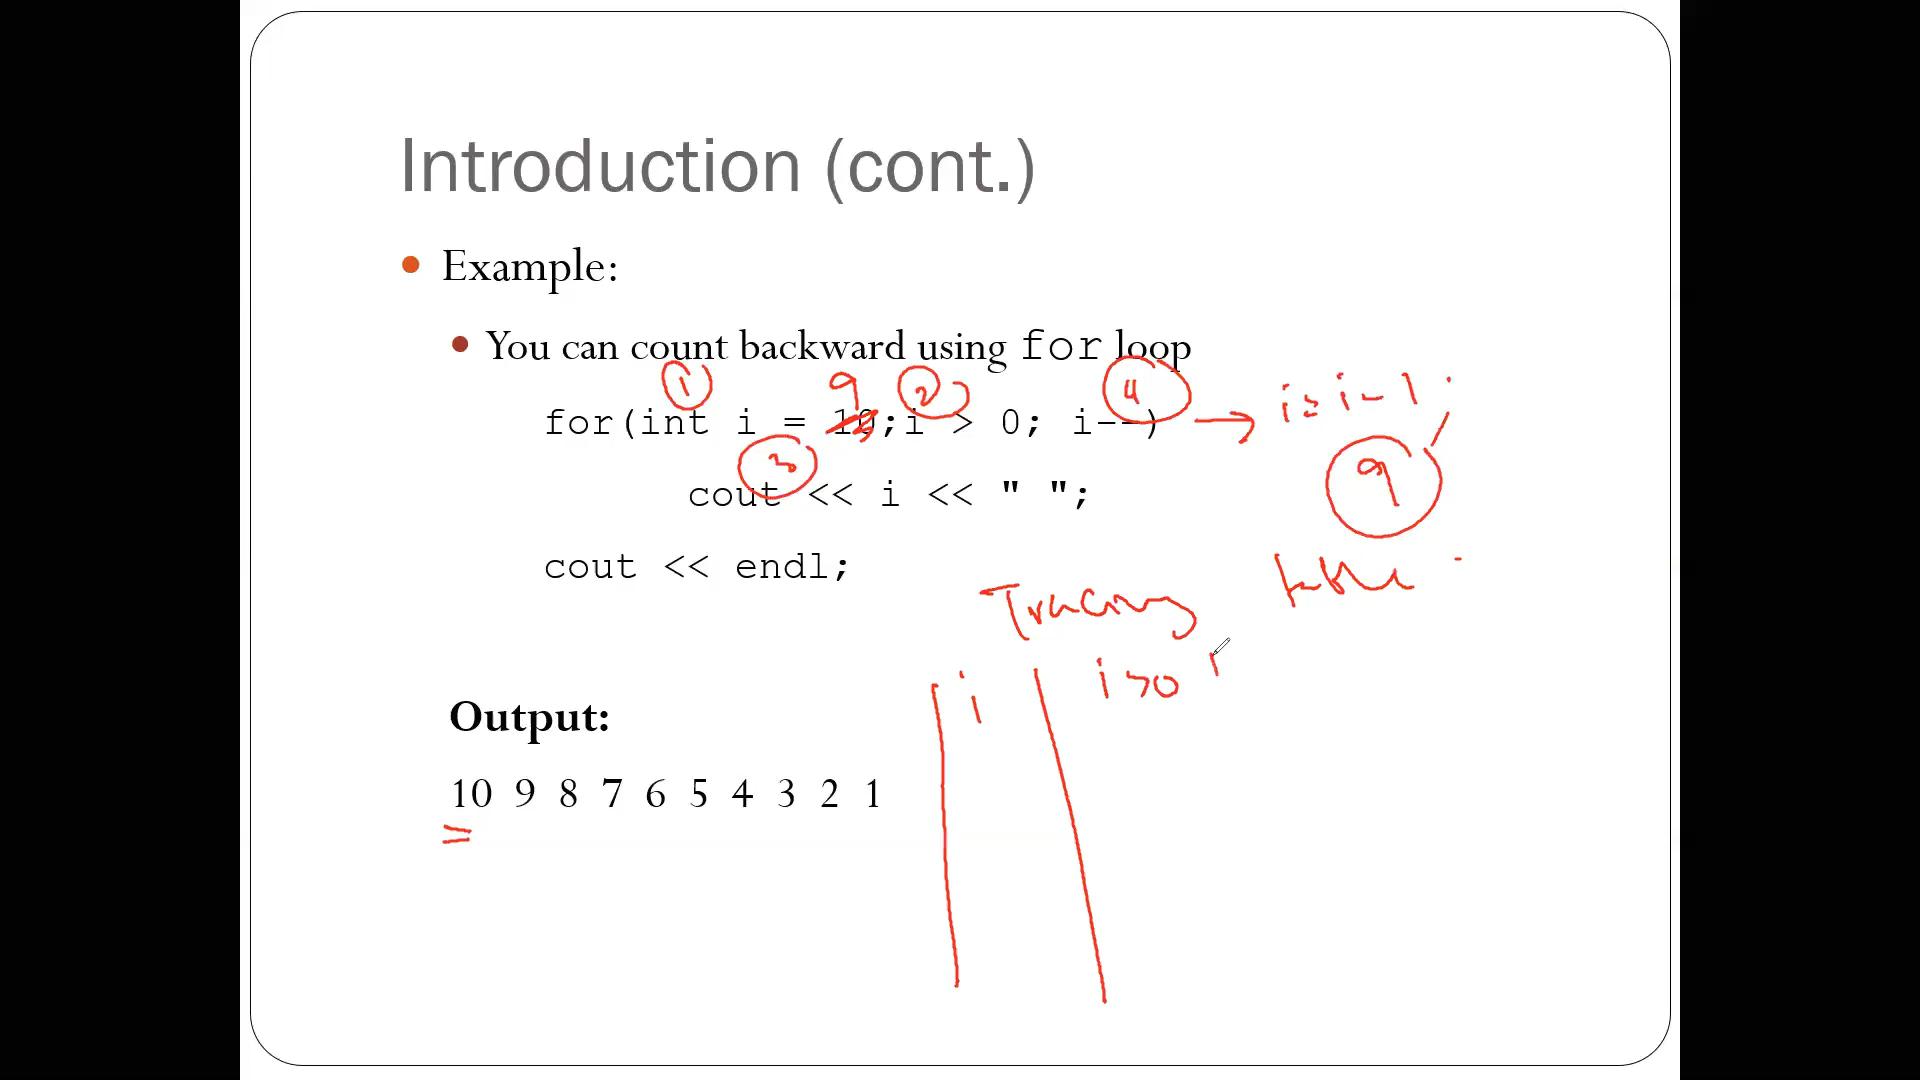 Introduction (cont.)
Example:
You can count backward using for loop
1 9 2 4
for(int i = 10;i > 0; i--) → i = i - 1;
3 9
cout << i << " ";
cout << endl;
Tracing table
i i>0
Output:
10 9 8 7 6 5 4 3 2 1